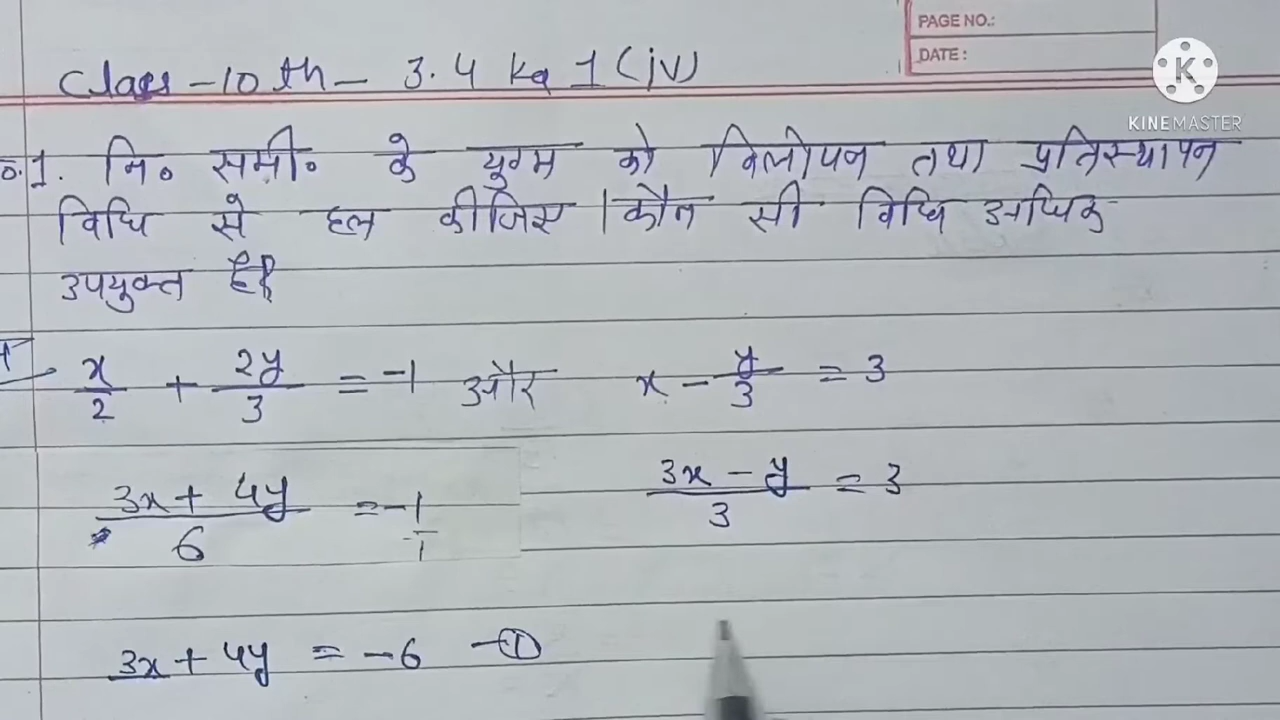 PAGE NO.:
DATE:
K
KINEMASTER
Class -10 th - 3.4 ka 1 (iv)
1. नि० समी० के युग्म को विलोपन तथा प्रतिस्थापन
विधि से हल कीजिए। कौन सी विधि अधिक
उपयुक्त है।
x/2 + 2y/3 = -1 और x - y/3 = 3
3x + 4y/6 = -1/1 3x - y/3 = 3
3x + 4y = -6 -①